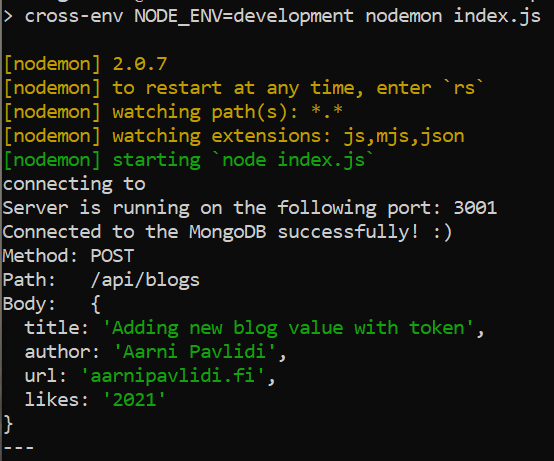 > cross-env NODE_ENV=development nodemon index.js
[nodemon] 2.0.7
[nodemon] to restart at any time, enter `rs`
[nodemon] watching path(s): *.*
[nodemon] watching extensions: js,mjs,json
[nodemon] starting `node index.js`
connecting to
Server is running on the following port: 3001
Connected to the MongoDB successfully! :)
Method: POST
Path:   /api/blogs
Body:   {
  title: 'Adding new blog value with token',
  author: 'Aarni Pavlidi',
  url: 'aarnipavlidi.fi',
  likes: '2021'
}
---